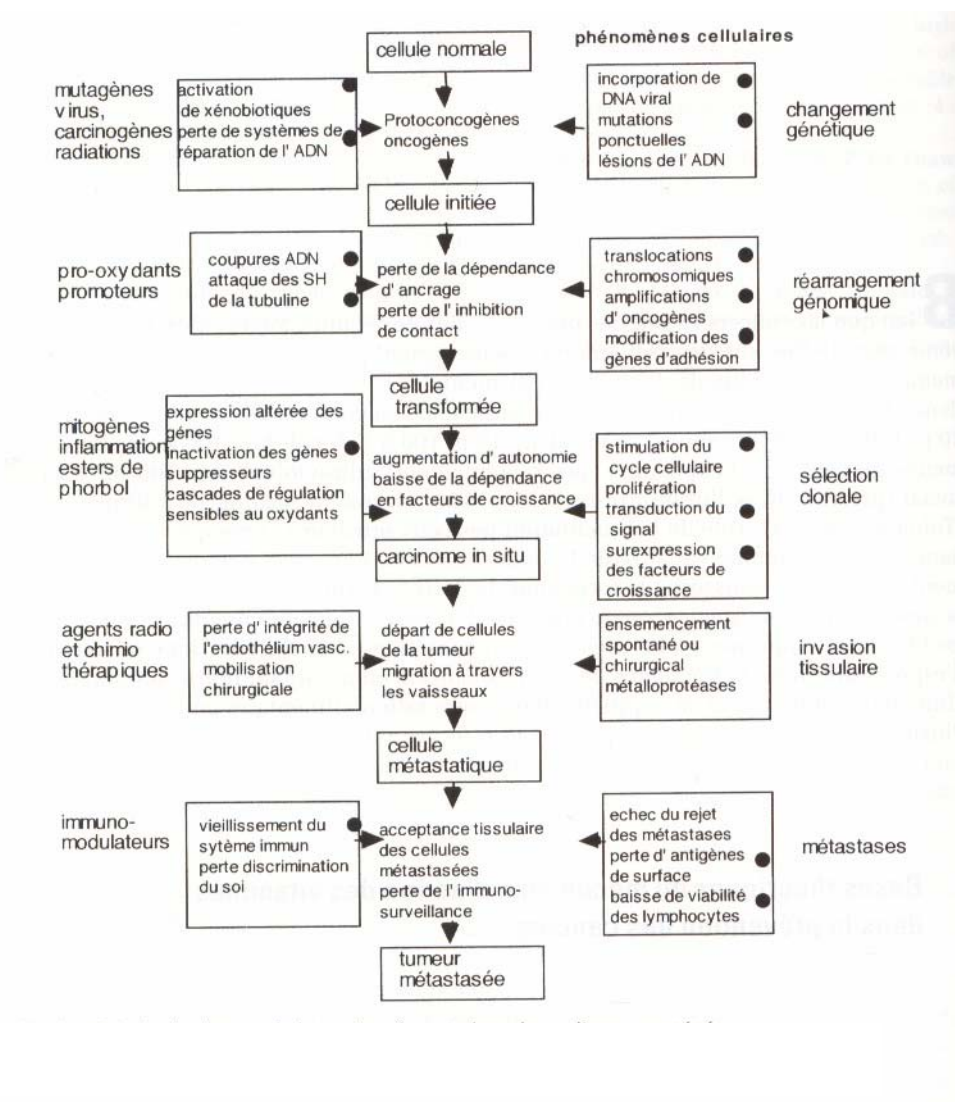 cellule normale
phénomènes cellulaires
mutagènes
virus,
carcinogènes
radiations
activation
de xénobiotiques
perte de systèmes de
réparation de l' ADN
Protoconcogènes
oncogènes
incorporation de
DNA viral
mutations
ponctuelles
lésions de l' ADN
changement
génétique
cellule initiée
pro-oxydants
promoteurs
coupures ADN
attaque des SH
de la tubuline
perte de la dépendance
d' ancrage
perte de l' inhibition
de contact
translocations
chromosomiques
amplifications
d' oncogènes
modification des
gènes d'adhésion
réarrangement
génomique
cellule
transformée
mitogènes
inflammation
esters de
phorbol
expression altérée des
génes
inactivation des gènes
suppresseurs
cascades de régulation
sensibles au oxydants
augmentation d' autonomie
baisse de la dépendance
en facteurs de croissance
stimulation du
cycle cellulaire
prolifération
transduction du
signal
surexpression
des facteurs de
croissance
sélection
clonale
carcinome in situ
agents radio
et chimio
thérapiques
perte d' intégrité de
l'endothélium vasc.
mobilisation
chirurgicale
départ de cellules
de la tumeur
migration à travers
les vaisseaux
ensemencement
spontané ou
chirurgical
métalloprotéases
invasion
tissulaire
cellule
métastatique
immuno-
modulateurs
vieillissement du
sytème immun
perte discrimination
du soi
acceptance tissulaire
des cellules
métastasées
perte de l' immuno-
surveillance
echec du rejet
des métastases
perte d' antigènes
de surface
baisse de viabilité
des lymphocytes
métastases
tumeur
métastasée